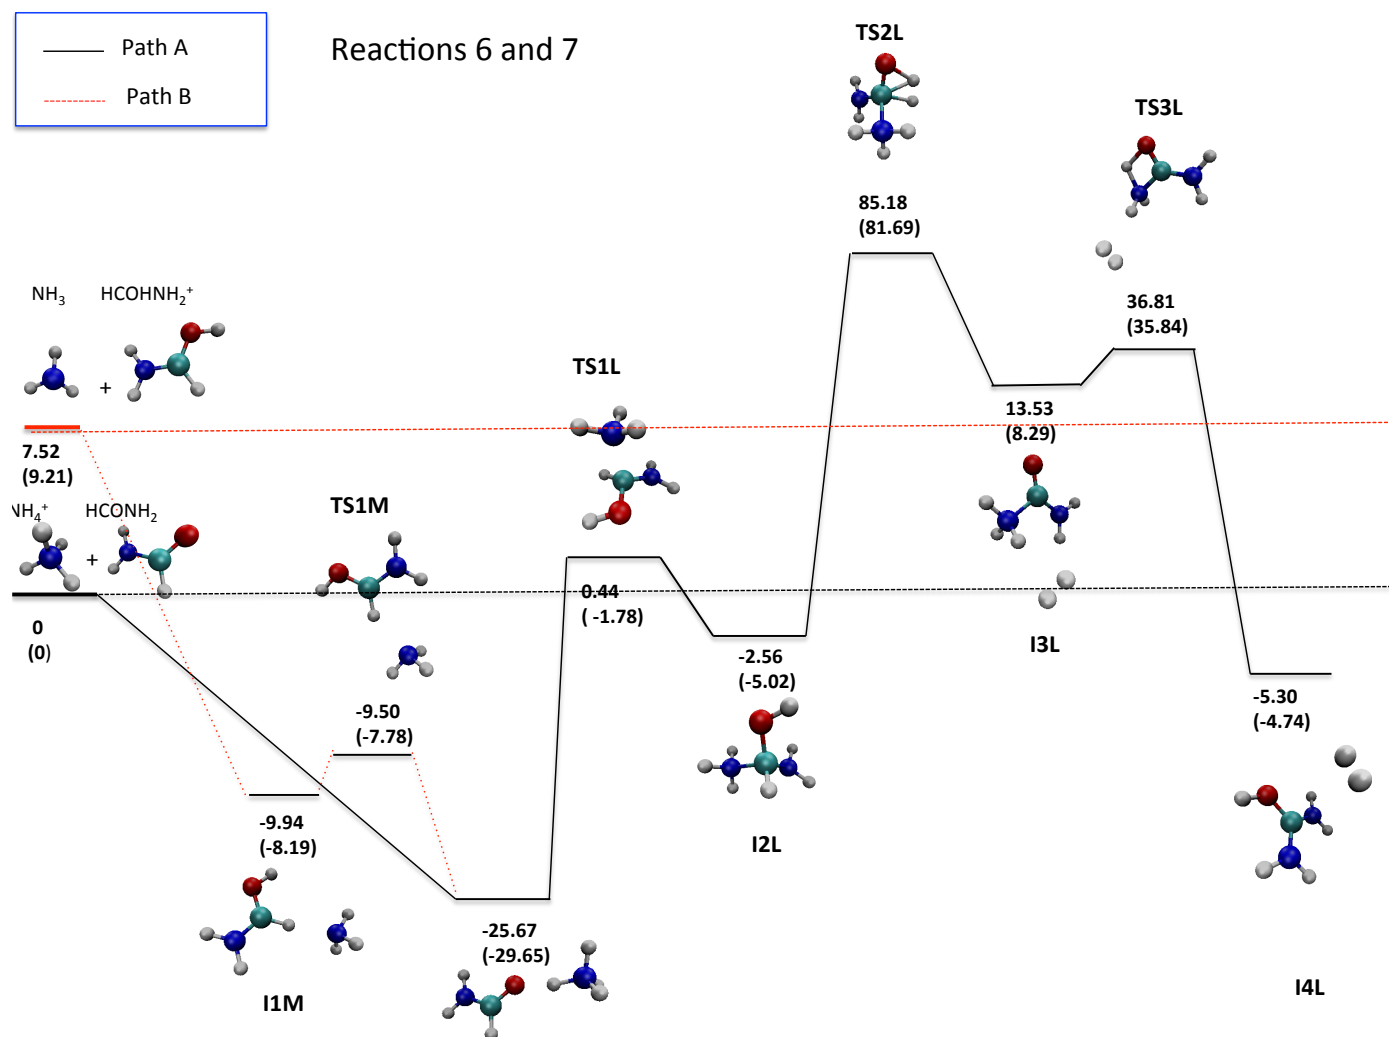 Path A
Path B
Reactions 6 and 7
TS2L
TS3L
85.18
(81.69)
NH3
HCOHNH2+
+
36.81
(35.84)
TS1L
7.52
(9.21)
13.53
(8.29)
NH4+
HCONH2
+
TS1M
0
(0)
0.44
( -1.78)
I3L
-2.56
(-5.02)
-5.30
(-4.74)
-9.50
(-7.78)
-9.94
(-8.19)
I2L
-25.67
(-29.65)
I1M
I4L